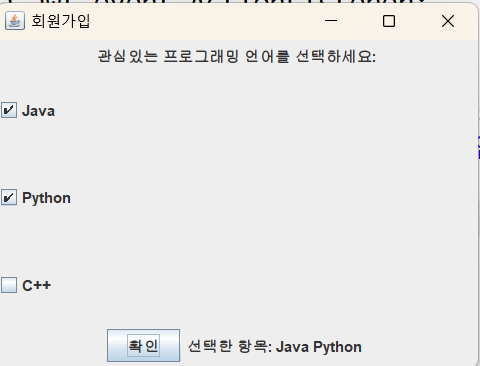 회원가입
관심있는 프로그래밍 언어를 선택하세요:
Java
Python
C++
확인 선택한 항목: Java Python